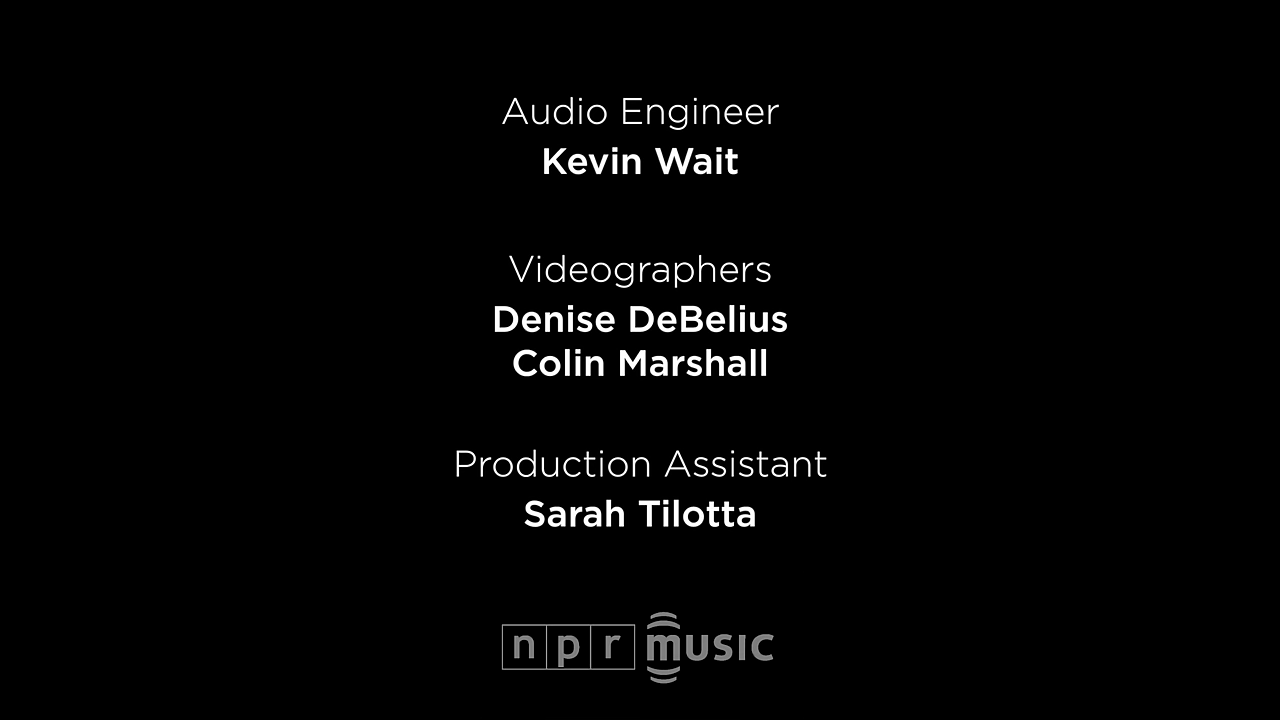 Audio Engineer
Kevin Wait
Videographers
Denise DeBelius
Colin Marshall
Production Assistant
Sarah Tilotta
npr music